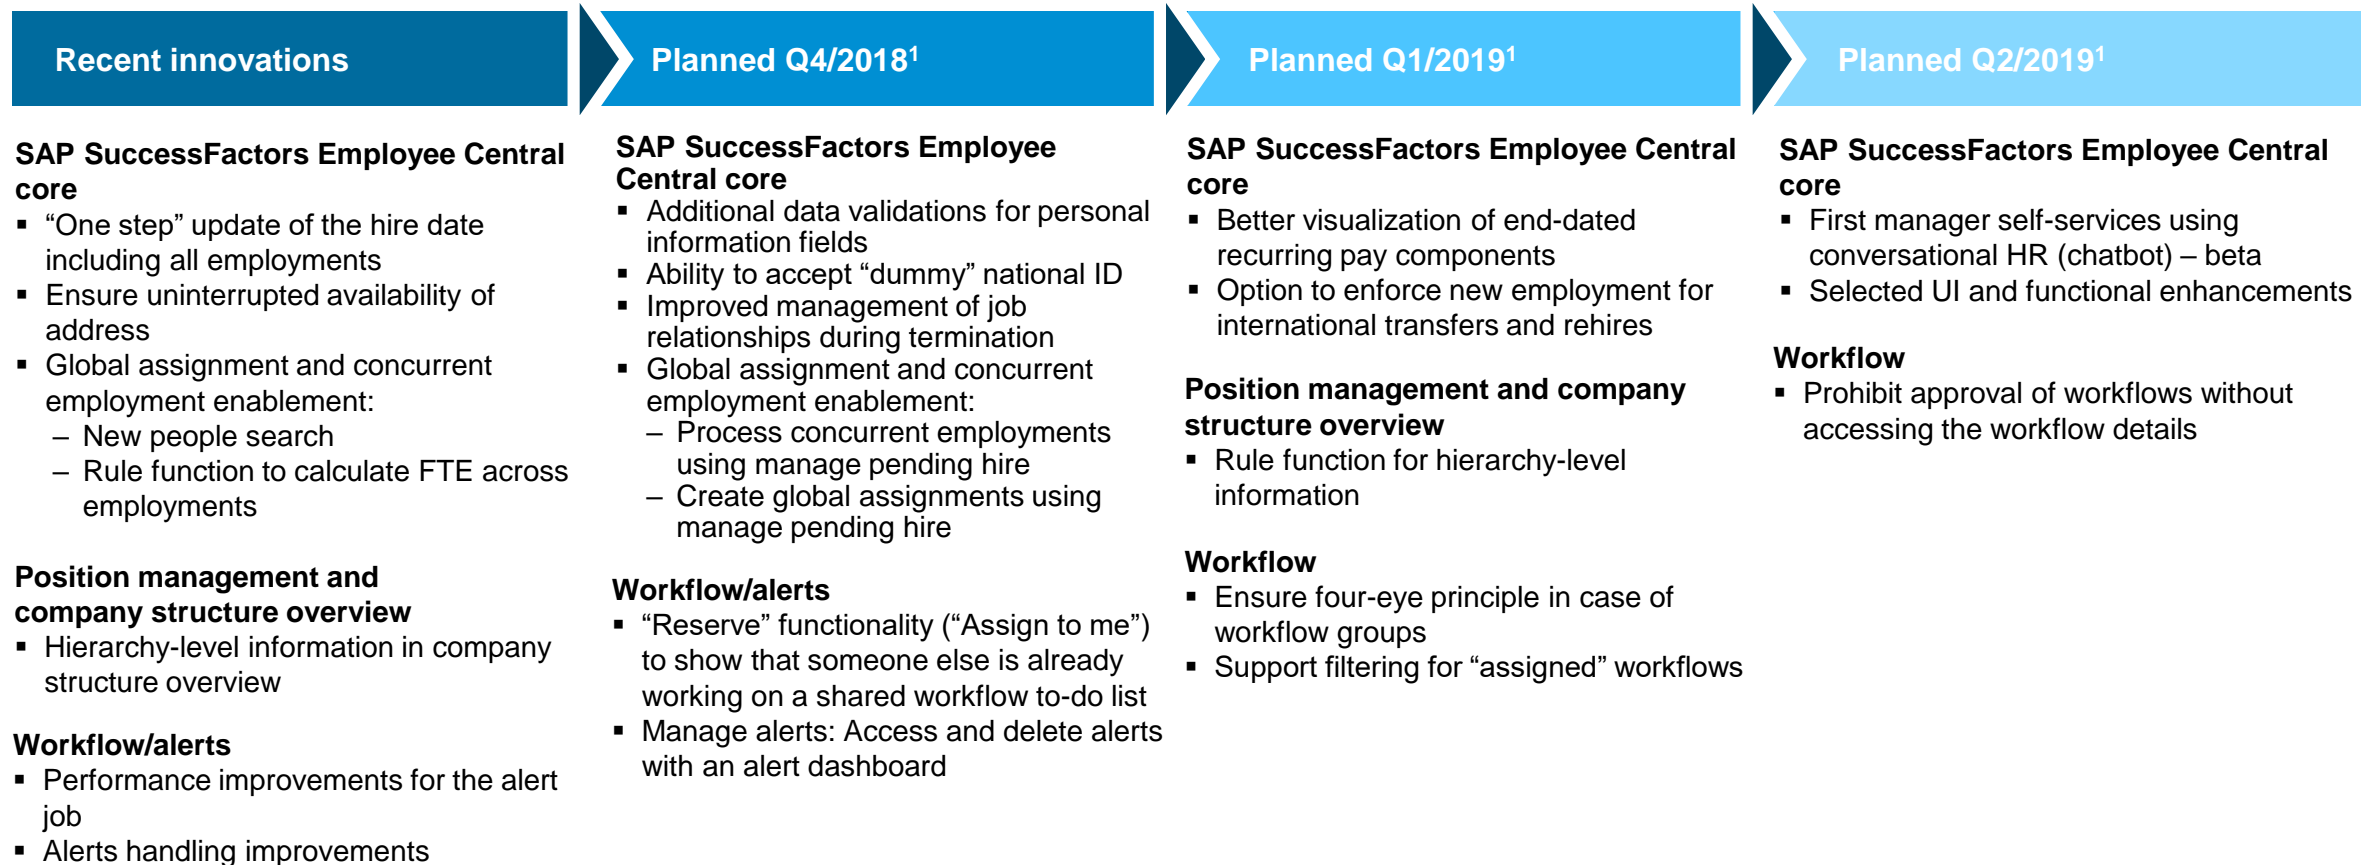 Recent innovations
SAP SuccessFactors Employee Central
core
▪ “One step” update of the hire date
including all employments
▪ Ensure uninterrupted availability of
address
▪ Global assignment and concurrent
employment enablement:
– New people search
– Rule function to calculate FTE across
employments
Position management and
company structure overview
▪ Hierarchy-level information in company
structure overview
Workflow/alerts
▪ Performance improvements for the alert
job
▪ Alerts handling improvements
Planned Q4/2018¹
SAP SuccessFactors Employee
Central core
▪ Additional data validations for personal
information fields
▪ Ability to accept “dummy” national ID
▪ Improved management of job
relationships during termination
▪ Global assignment and concurrent
employment enablement:
– Process concurrent employments
using manage pending hire
– Create global assignments using
manage pending hire
Workflow/alerts
▪ “Reserve” functionality (“Assign to me”)
to show that someone else is already
working on a shared workflow to-do list
▪ Manage alerts: Access and delete alerts
with an alert dashboard
Planned Q1/2019¹
SAP SuccessFactors Employee Central
core
▪ Better visualization of end-dated
recurring pay components
▪ Option to enforce new employment for
international transfers and rehires
Position management and company
structure overview
▪ Rule function for hierarchy-level
information
Workflow
▪ Ensure four-eye principle in case of
workflow groups
▪ Support filtering for “assigned” workflows
Planned Q2/2019¹
SAP SuccessFactors Employee Central
core
▪ First manager self-services using
conversational HR (chatbot) – beta
▪ Selected UI and functional enhancements
Workflow
▪ Prohibit approval of workflows without
accessing the workflow details